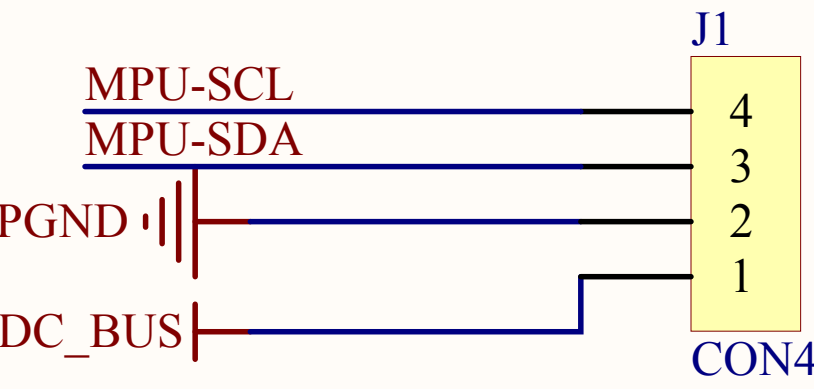 J1
MPU-SCL
4
MPU-SDA
3
PGND
2
1
DC_BUS
CON4